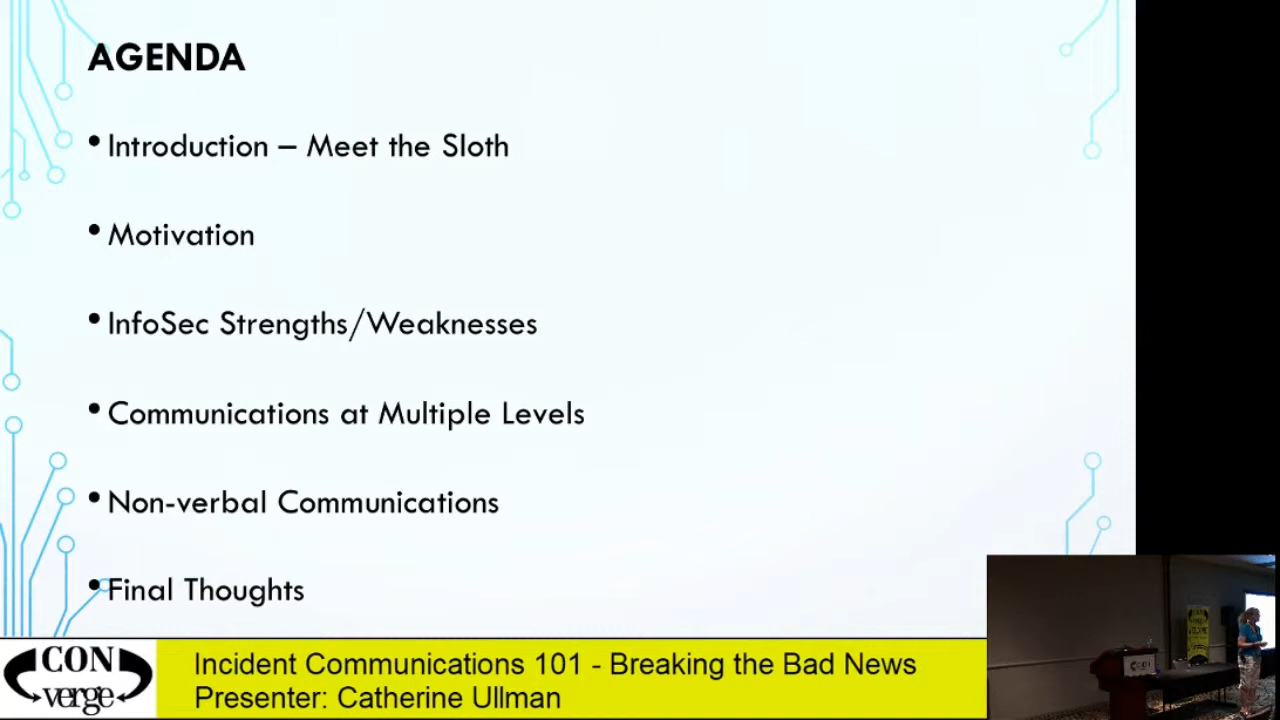 AGENDA
• Introduction – Meet the Sloth
• Motivation
• InfoSec Strengths/Weaknesses
• Communications at Multiple Levels
• Non-verbal Communications
• Final Thoughts
CON
verge
Incident Communications 101 - Breaking the Bad News
Presenter: Catherine Ullman